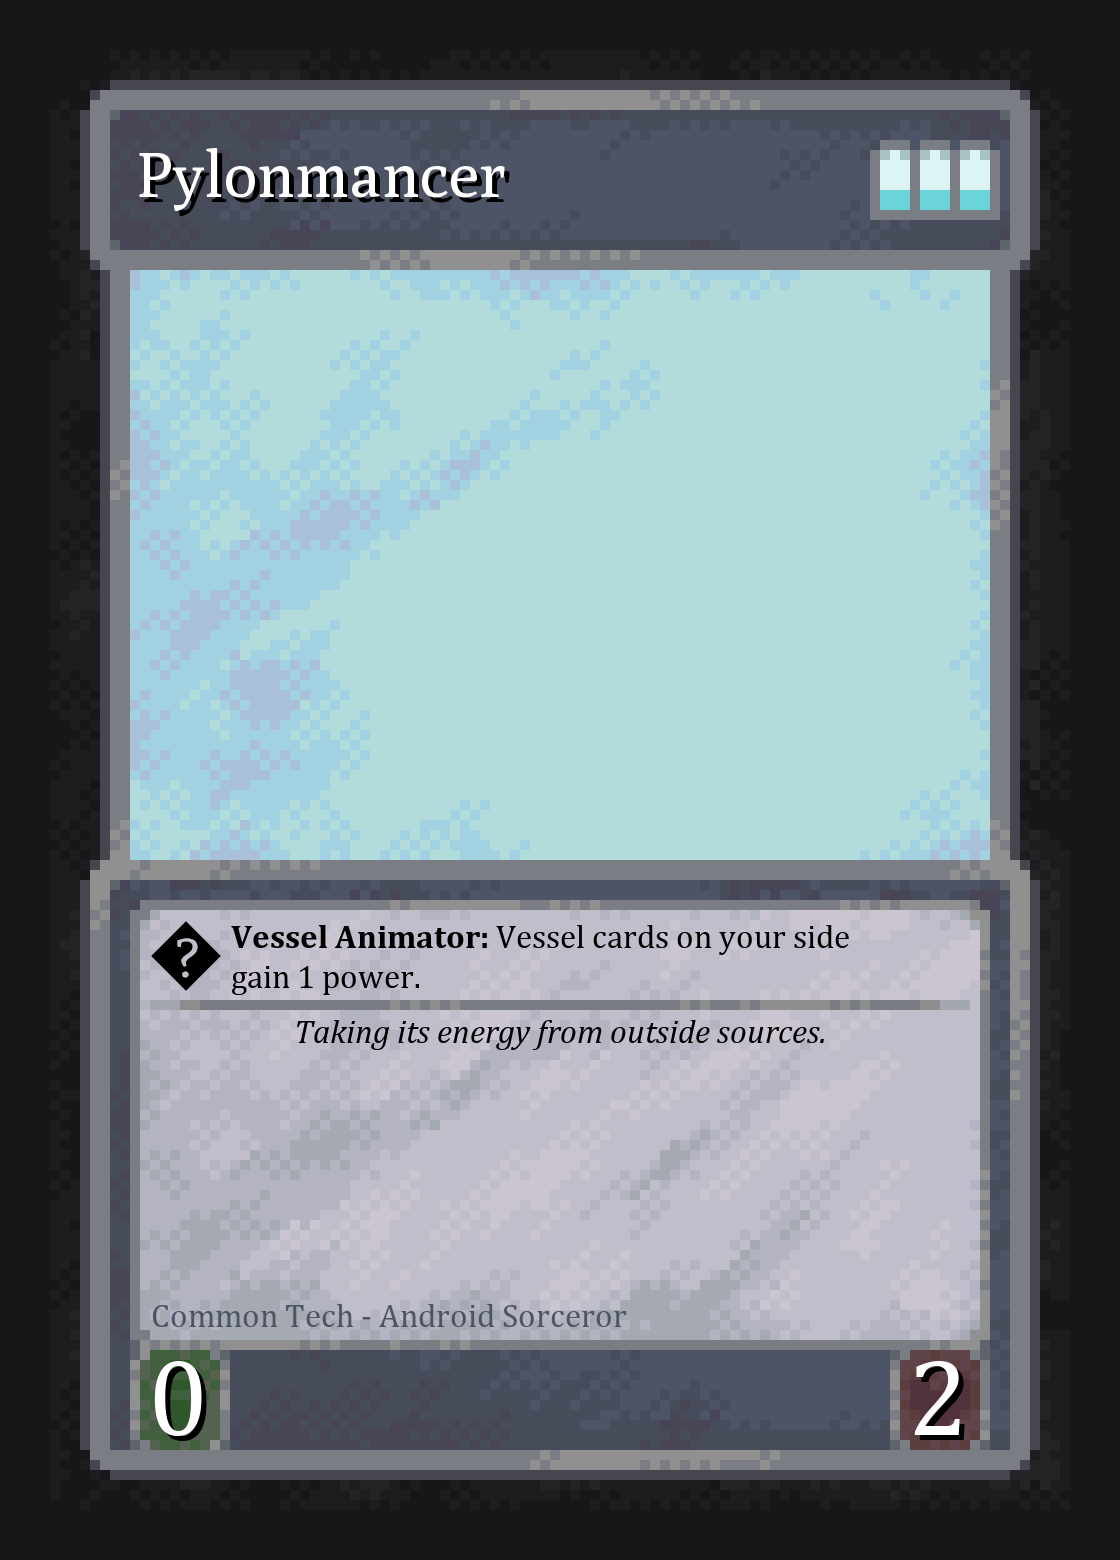 Pylonmancer
? Vessel Animator: Vessel cards on your side
gain 1 power.
Taking its energy from outside sources.
Common Tech - Android Sorceror
0
2